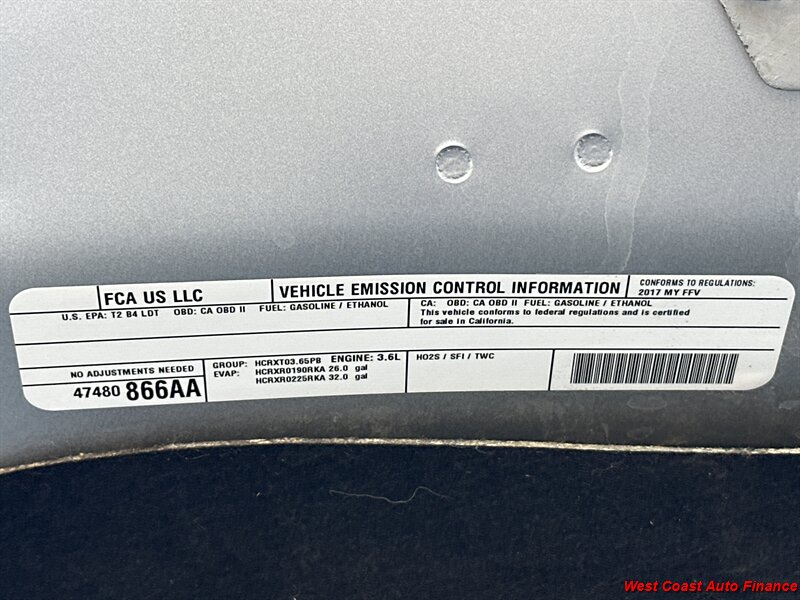 FCA US LLC
VEHICLE EMISSION CONTROL INFORMATION
CONFORMS TO REGULATIONS:
2017 MY FFV
U.S. EPA: T2 B4 LDT OBD: CA OBD II FUEL: GASOLINE / ETHANOL
CA: OBD: CA OBD II FUEL: GASOLINE / ETHANOL
This vehicle conforms to federal regulations and is certified
for sale in California.
NO ADJUSTMENTS NEEDED
47480 866AA
GROUP: HCRXT03.65PB ENGINE: 3.6L
EVAP: HCRXR0190RKA 26.0 gal
HCRXR0225RKA 32.0 gal
HO2S / SFI / TWC
West Coast Auto Finance